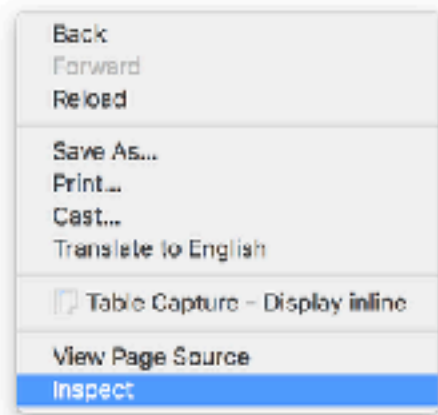 Back
Forward
Reload
Save As...
Print...
Cast...
Translate to English
Table Capture - Display inline
View Page Source
Inspect